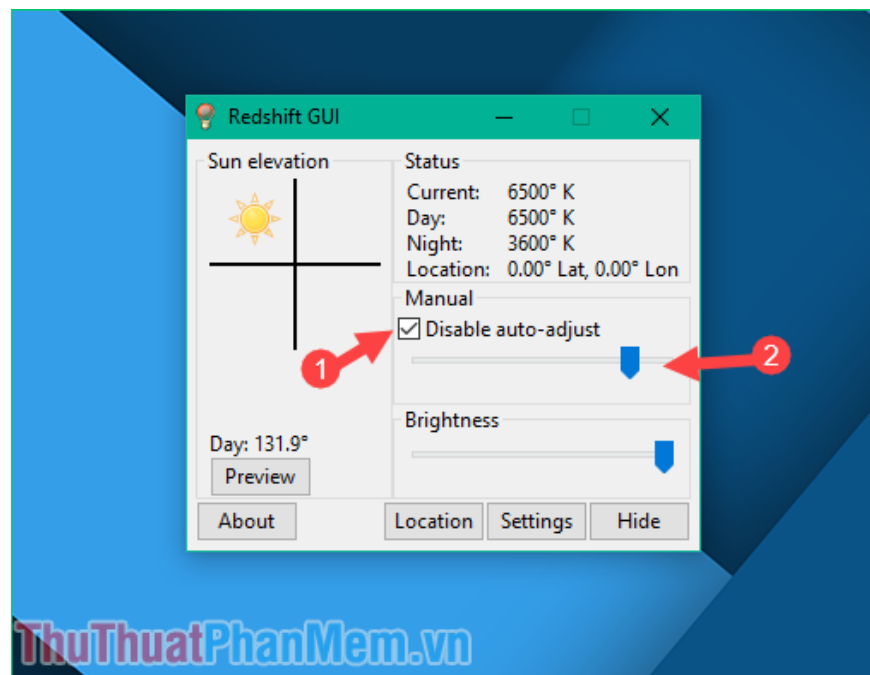 Redshift GUI
Sun elevation
Status
Current: 6500° K
Day: 6500° K
Night: 3600° K
Location: 0.00° Lat, 0.00° Lon
Manual
Disable auto-adjust
1
2
Brightness
Day: 131.9°
Preview
About
Location
Settings
Hide
ThuThuatPhanMem.vn